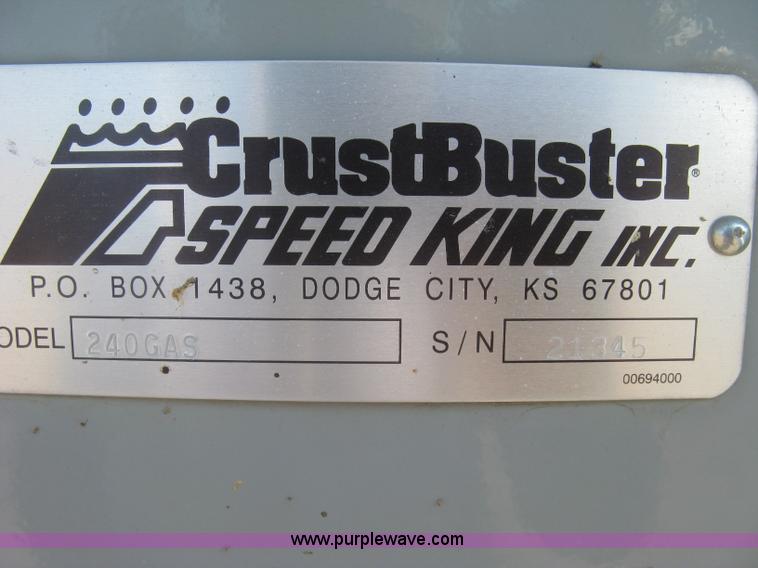 CrustBuster®
SPEED KING INC.
P.O. BOX 1438, DODGE CITY, KS 67801
ODEL 240GAS S/N 21345
00694000
www.purplewave.com